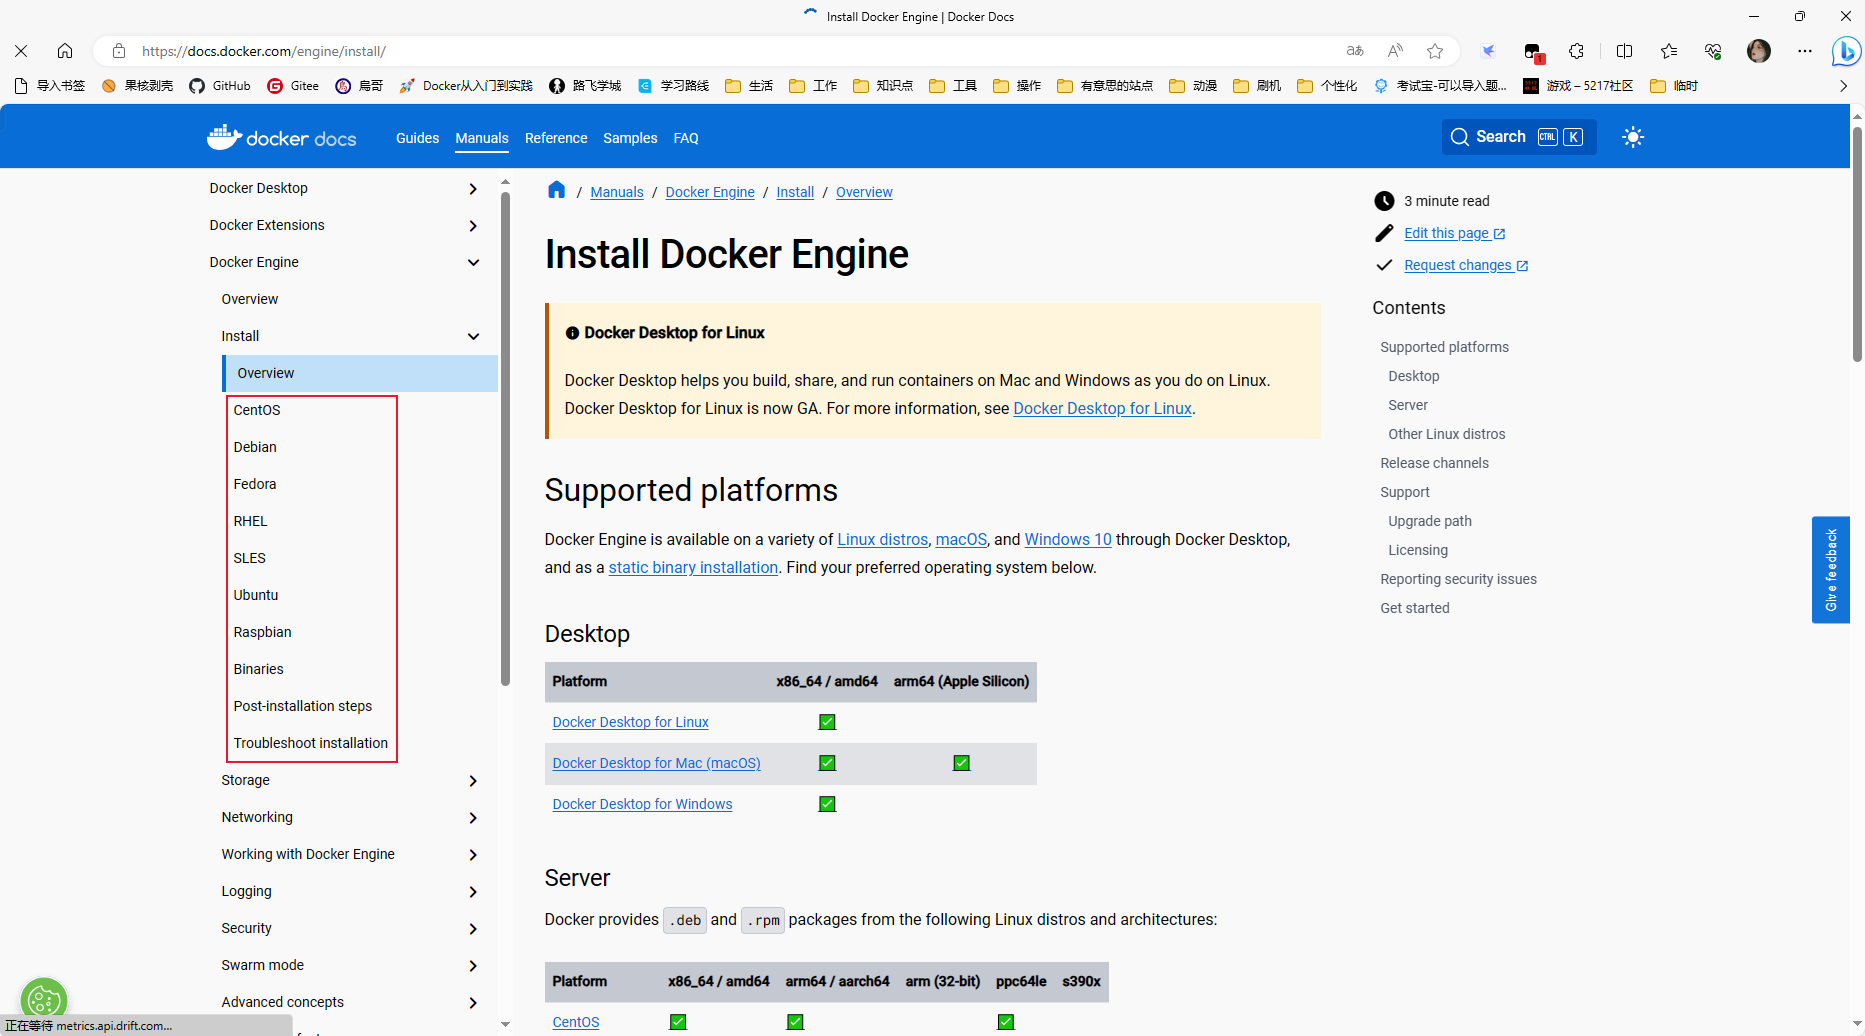 Install Docker Engine | Docker Docs
https://docs.docker.com/engine/install/
导入书签 果核剥壳 GitHub Gitee 鳥哥 Docker从入门到实践 路飞学城 学习路线 生活 工作 知识点 工具 操作 有意思的站点 动漫 刷机 个性化 考试宝-可以导入题... 游戏 – 5217社区 临时
docker docs Guides Manuals Reference Samples FAQ Search CTRL K
Docker Desktop
Docker Extensions
Docker Engine
Overview
Install
Overview
CentOS
Debian
Fedora
RHEL
SLES
Ubuntu
Raspbian
Binaries
Post-installation steps
Troubleshoot installation
Storage
Networking
Working with Docker Engine
Logging
Security
Swarm mode
Advanced concepts
正在等待 metrics.api.drift.com...
/ Manuals / Docker Engine / Install / Overview
Install Docker Engine
Docker Desktop for Linux
Docker Desktop helps you build, share, and run containers on Mac and Windows as you do on Linux.
Docker Desktop for Linux is now GA. For more information, see Docker Desktop for Linux.
Supported platforms
Docker Engine is available on a variety of Linux distros, macOS, and Windows 10 through Docker Desktop,
and as a static binary installation. Find your preferred operating system below.
Desktop
Platform x86_64 / amd64 arm64 (Apple Silicon)
Docker Desktop for Linux ✅
Docker Desktop for Mac (macOS) ✅ ✅
Docker Desktop for Windows ✅
Server
Docker provides .deb and .rpm packages from the following Linux distros and architectures:
Platform x86_64 / amd64 arm64 / aarch64 arm (32-bit) ppc64le s390x
CentOS ✅ ✅ ✅
3 minute read
Edit this page
Request changes
Contents
Supported platforms
Desktop
Server
Other Linux distros
Release channels
Support
Upgrade path
Licensing
Reporting security issues
Get started
Give feedback